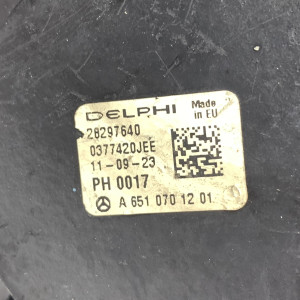 DELPHI Made in EU
28297640
0377420JEE
11-09-23
PH 0017
A 651 070 12 01